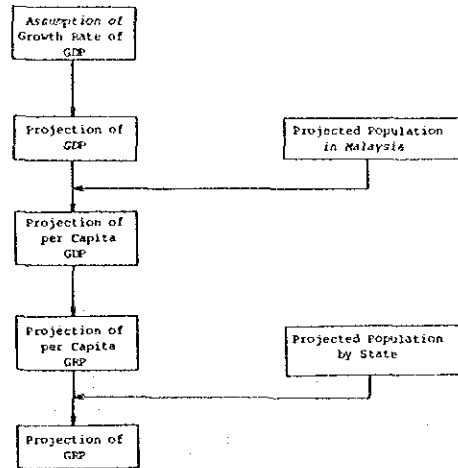 Assumption of
Growth Rate of
GDP
Projection of
GDP
Projected Population
in Malaysia
Projection of
per Capita
GDP
Projection of
per Capita
GRP
Projected Population
by State
Projection of
GRP